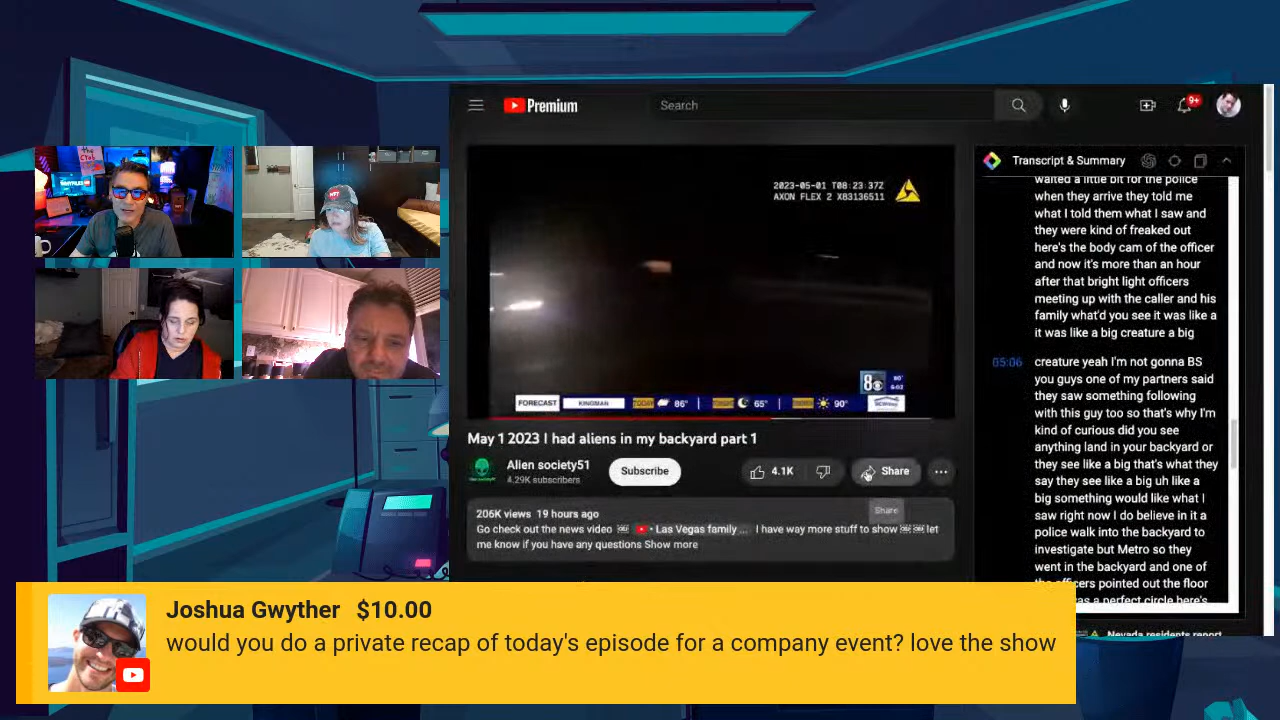 Premium
Search
9+
Transcript & Summary
2023-05-01 T08:23:37Z
AXON FLEX 2 X83136511
8
FORECAST
KINGMAN
TODAY
86°
65°
90°
May 1 2023 I had aliens in my backyard part 1
Alien society51
4.29K subscribers
Subscribe
4.1K
Share
Share
206K views 19 hours ago
Go check out the news video
Las Vegas family ...
I have way more stuff to show
let
me know if you have any questions Show more
waited a little bit for the police
when they arrive they told me
what I told them what I saw and
they were kind of freaked out
here's the body cam of the officer
and now it's more than an hour
after that bright light officers
meeting up with the caller and his
family what'd you see it was like a
it was like a big creature a big
05:06
creature yeah I'm not gonna BS
you guys one of my partners said
they saw something following
with this guy too so that's why I'm
kind of curious did you see
anything land in your backyard or
they see like a big that's what they
say they see like a big uh like a
big something would like what I
saw right now I do believe in it a
police walk into the backyard to
investigate but Metro so they
went in the backyard and one of
the officers pointed out the floor
was a perfect circle here's
Nevada residents report
Joshua Gwyther $10.00
would you do a private recap of today's episode for a company event? love the show